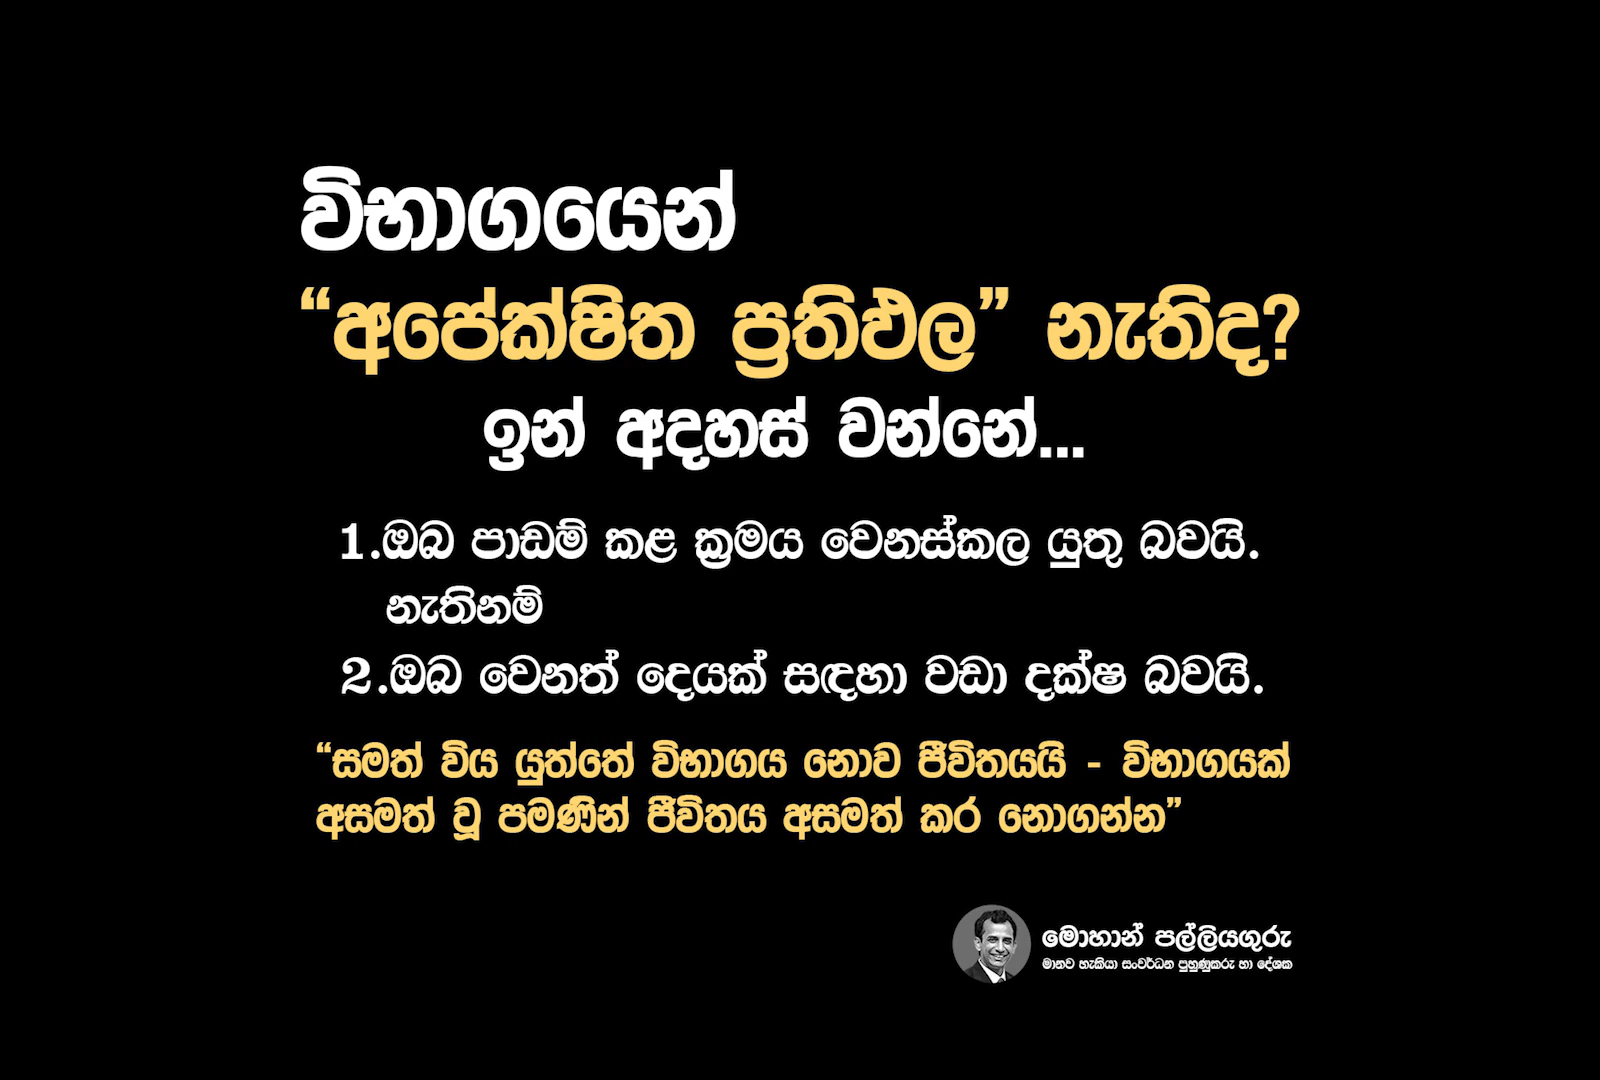 විභාගයෙන්
“අපේක්ෂිත ප්‍රතිඵල” නැතිද?
ඉන් අදහස් වන්නේ...
1.ඔබ පාඩම් කළ ක්‍රමය වෙනස්කල යුතු බවයි.
නැතිනම්
2.ඔබ වෙනත් දෙයක් සඳහා වඩා දක්ෂ බවයි.
“සමත් විය යුත්තේ විභාගය නොව ජීවිතයයි - විභාගයක්
අසමත් වූ පමණින් ජීවිතය අසමත් කර නොගන්න”
මොහාන් පල්ලියගුරු
මානව හැකියා සංවර්ධන පුහුණුකරු හා දේශක